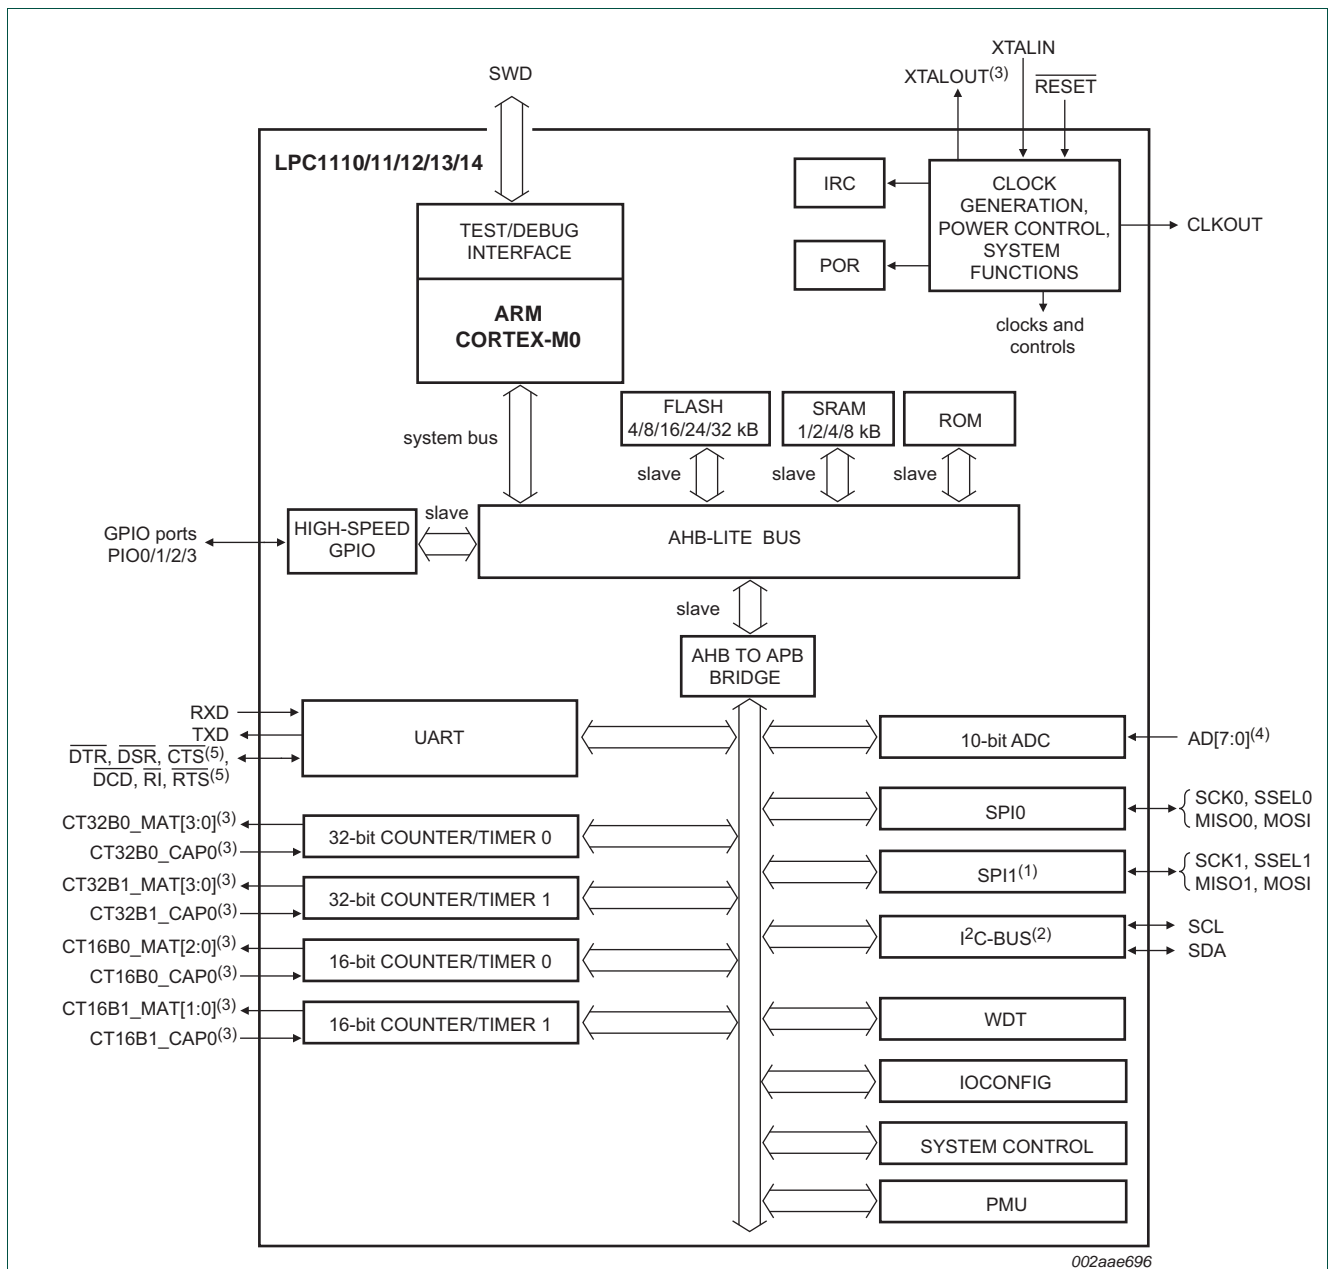 XTALIN
SWD
XTALOUT(3)
RESET
LPC1110/11/12/13/14
IRC
CLOCK
GENERATION,
POWER CONTROL,
SYSTEM
FUNCTIONS
CLKOUT
TEST/DEBUG
INTERFACE
POR
ARM
CORTEX-M0
clocks and
controls
FLASH
4/8/16/24/32 kB
SRAM
1/2/4/8 kB
ROM
system bus
slave
slave
slave
GPIO ports
PIO0/1/2/3
HIGH-SPEED
GPIO
slave
AHB-LITE BUS
slave
AHB TO APB
BRIDGE
RXD
TXD
DTR, DSR, CTS(5),
DCD, RI, RTS(5)
UART
10-bit ADC
AD[7:0](4)
CT32B0_MAT[3:0](3)
CT32B0_CAP0(3)
32-bit COUNTER/TIMER 0
SPI0
SCK0, SSEL0
MISO0, MOSI
CT32B1_MAT[3:0](3)
CT32B1_CAP0(3)
32-bit COUNTER/TIMER 1
SPI1(1)
SCK1, SSEL1
MISO1, MOSI
CT16B0_MAT[2:0](3)
CT16B0_CAP0(3)
16-bit COUNTER/TIMER 0
I2C-BUS(2)
SCL
SDA
CT16B1_MAT[1:0](3)
CT16B1_CAP0(3)
16-bit COUNTER/TIMER 1
WDT
IOCONFIG
SYSTEM CONTROL
PMU
002aae696